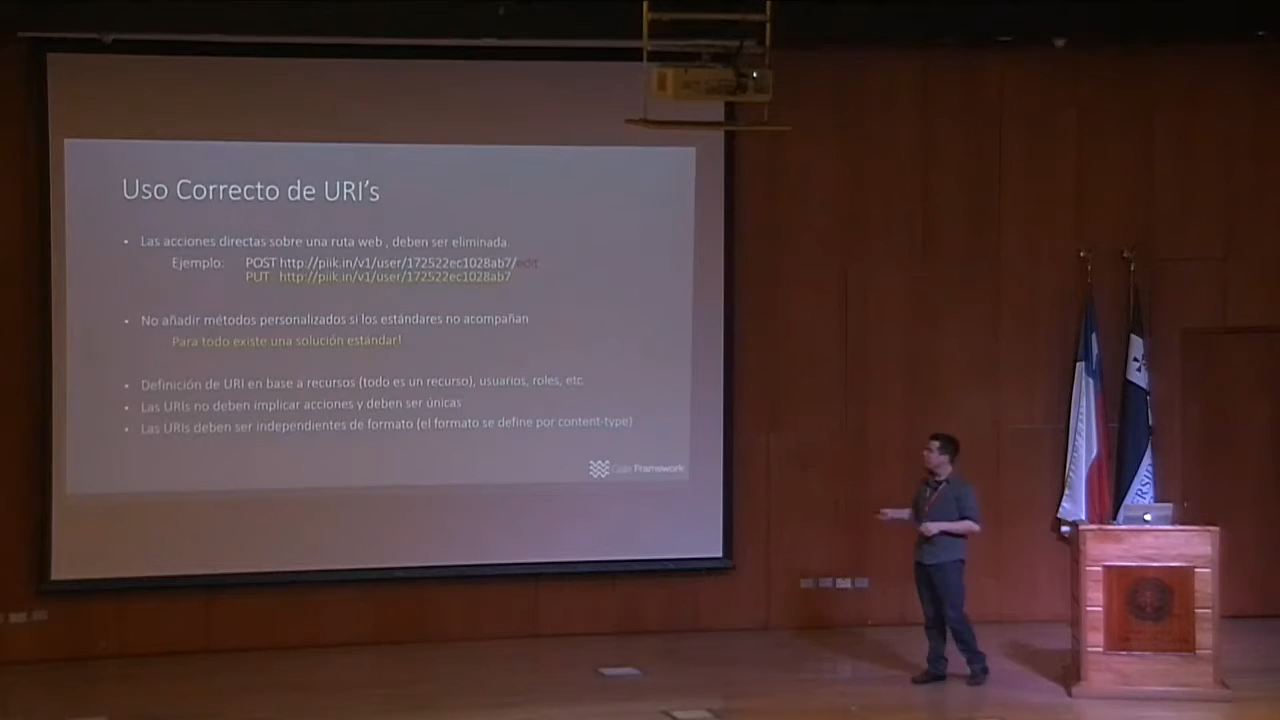 Uso Correcto de URI's
• Las acciones directas sobre una ruta web , deben ser eliminada.
Ejemplo: POST http://piik.in/v1/user/172522ec1028ab7/edit
PUT http://piik.in/v1/user/172522ec1028ab7
• No añadir métodos personalizados si los estándares no acompañan
Para todo existe una solución estándar!
• Definición de URI en base a recursos (todo es un recurso), usuarios, roles, etc.
• Las URIs no deben implicar acciones y deben ser únicas
• Las URIs deben ser independientes de formato (el formato se define por content-type)
Framework